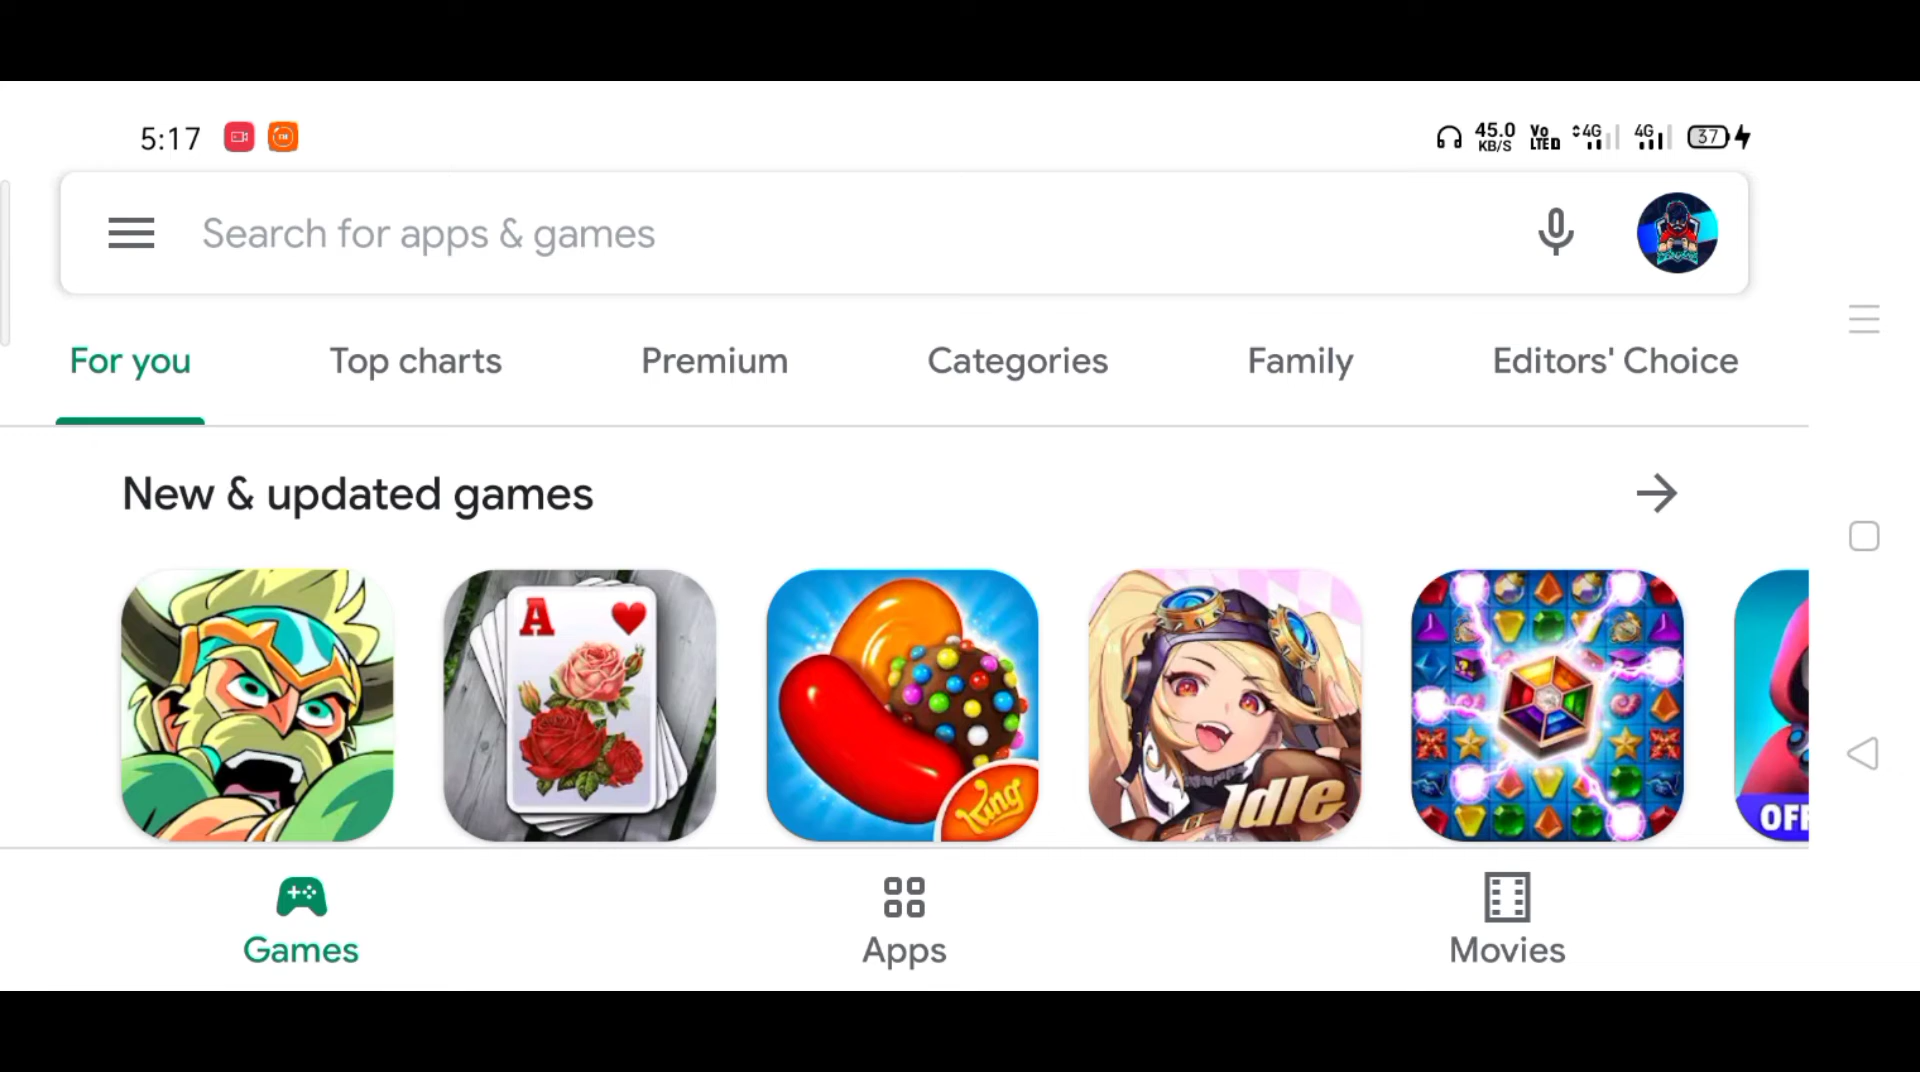 5:17
45.0 KB/S Vo LTE 4G 4G 37
Search for apps & games
For you Top charts Premium Categories Family Editors' Choice
New & updated games
A King Idle OFF
Games Apps Movies